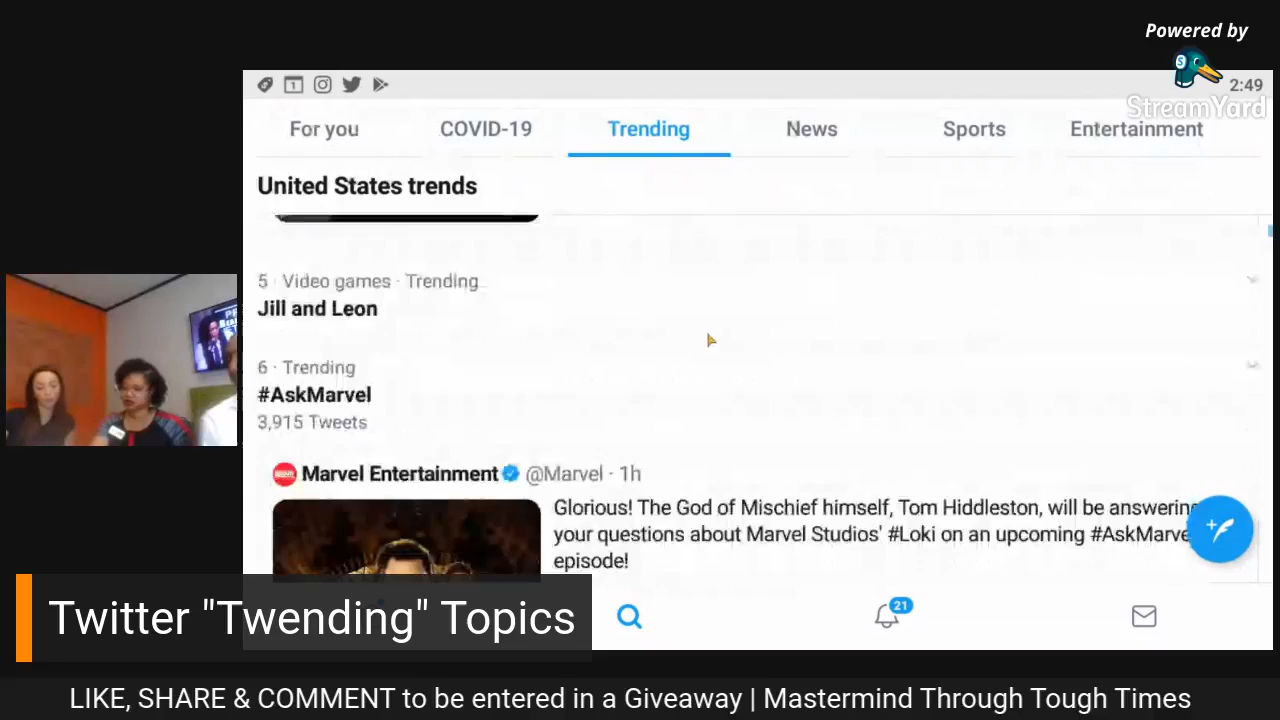 Powered by
StreamYard
2:49
For you
COVID-19
Trending
News
Sports
Entertainment
United States trends
5 · Video games · Trending
Jill and Leon
6 · Trending
#AskMarvel
3,915 Tweets
Marvel Entertainment @Marvel · 1h
Glorious! The God of Mischief himself, Tom Hiddleston, will be answering
your questions about Marvel Studios' #Loki on an upcoming #AskMarve
episode!
21
Twitter "Twending" Topics
LIKE, SHARE & COMMENT to be entered in a Giveaway | Mastermind Through Tough Times